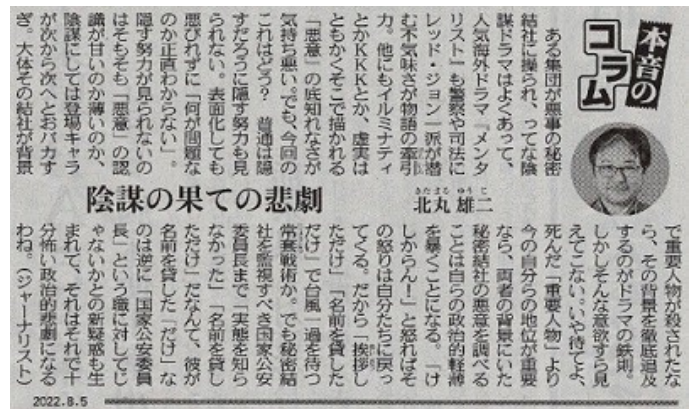 本音の
コラム
ある集団が悪事の秘密
結社に操られ、ってな陰
謀ドラマはよくあって、
人気海外ドラマ『メンタ
リスト』も警察や司法に
レッド・ジョン一派が潜
む不気味さが物語の牽引
力。他にもイルミナティ
とかKKKとか、虚実は
ともかくそこで描かれる
「悪意」の底知れなさが
気持ち悪い。でも、今回の
これはどう? 普通は隠
すだろうに隠す努力も見
られない。表面化しても
悪びれずに「何が問題な
のか正直わからない」。
隠す努力が見られないの
はそもそも「悪意」の認
識が甘いのか薄いのか、
陰謀にしては登場キャラ
が次から次へとおバカす
ぎ。大体その結社が背景
陰謀の果ての悲劇
きたまる ゆうじ
北丸 雄二
で重要人物が殺されたな
ら、その背景を徹底追及
するのがドラマの鉄則。
しかしそんな意欲すら見
えてこない。いや待てよ、
死んだ「重要人物」より
今の自分らの地位が重要
なら、両者の背景にいた
秘密結社の悪意を調べる
ことは自らの政治的軽薄
を暴くことになる。「け
しからん!」と怒ればそ
の怒りは自分たちに戻っ
てくる。だから「挨拶し
ただけ」「名前を貸した
だけ」で台風一過を待つ
常套戦術か。でも秘密結
社を監視すべき国家公安
委員長まで「実態を知ら
なかった」「名前を貸し
ただけ」だなんて、彼が
名前を貸した「だけ」な
のは逆に「国家公安委員
長」という職に対してじ
ゃないかとの新疑惑も生
まれて、それはそれで十
分怖い政治的悲劇になる
わね。(ジャーナリスト)
2022.8.5